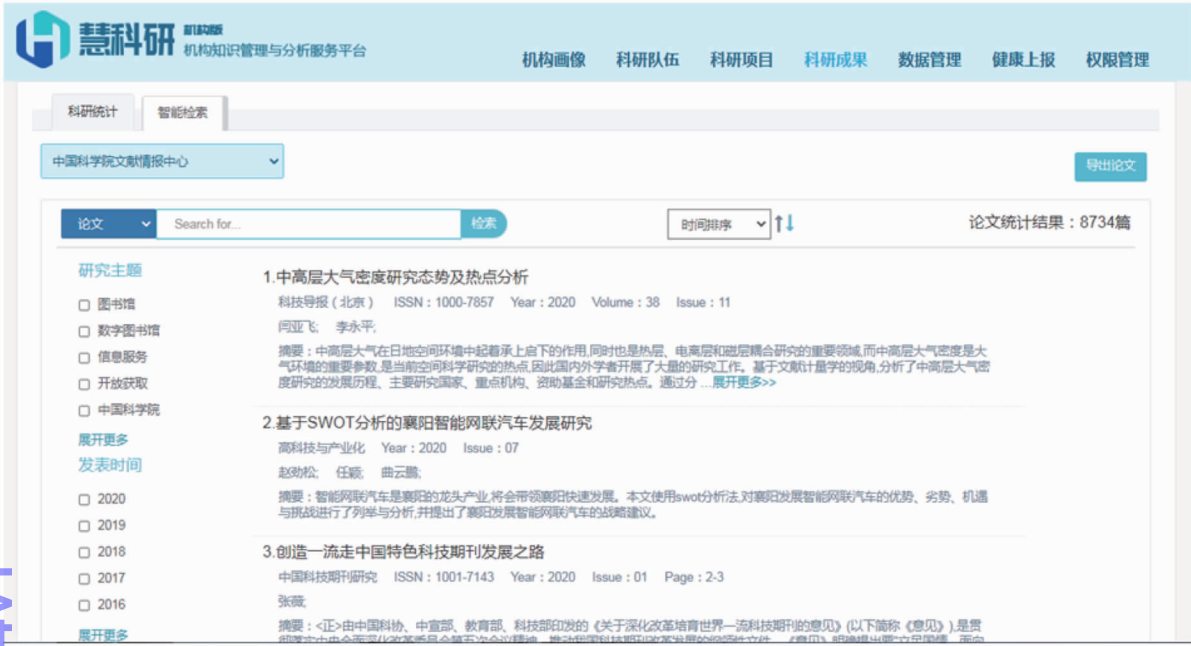 慧科研 机构版
机构知识管理与分析服务平台
机构画像 科研队伍 科研项目 科研成果 数据管理 健康上报 权限管理
科研统计 智能检索
中国科学院文献情报中心
导出论文
论文 Search for... 检索 时间排序 论文统计结果：8734篇
研究主题
图书馆
数字图书馆
信息服务
开放获取
中国科学院
展开更多
发表时间
2020
2019
2018
2017
2016
展开更多
1.中高层大气密度研究态势及热点分析
科技导报（北京） ISSN：1000-7857 Year：2020 Volume：38 Issue：11
闫亚飞; 李永平;
摘要：中高层大气在日地空间环境中起着承上启下的作用,同时也是热层、电离层和磁层耦合研究的重要领域,而中高层大气密度是大
气环境的重要参数,是当前空间科学研究的热点,因此国内外学者开展了大量的研究工作。基于文献计量学的视角,分析了中高层大气密
度研究的发展历程、主要研究国家、重点机构、资助基金和研究热点。通过分 ...展开更多>>
2.基于SWOT分析的襄阳智能网联汽车发展研究
高科技与产业化 Year：2020 Issue：07
赵劲松; 任颖; 曲云鹏;
摘要：智能网联汽车是襄阳的龙头产业,将会带领襄阳快速发展。本文使用swot分析法,对襄阳发展智能网联汽车的优势、劣势、机遇
与挑战进行了列举与分析,并提出了襄阳发展智能网联汽车的战略建议。
3.创造一流走中国特色科技期刊发展之路
中国科技期刊研究 ISSN：1001-7143 Year：2020 Issue：01 Page：2-3
张薇;
摘要：<正>由中国科协、中宣部、教育部、科技部印发的《关于深化改革培育世界一流科技期刊的意见》(以下简称《意见》),是贯